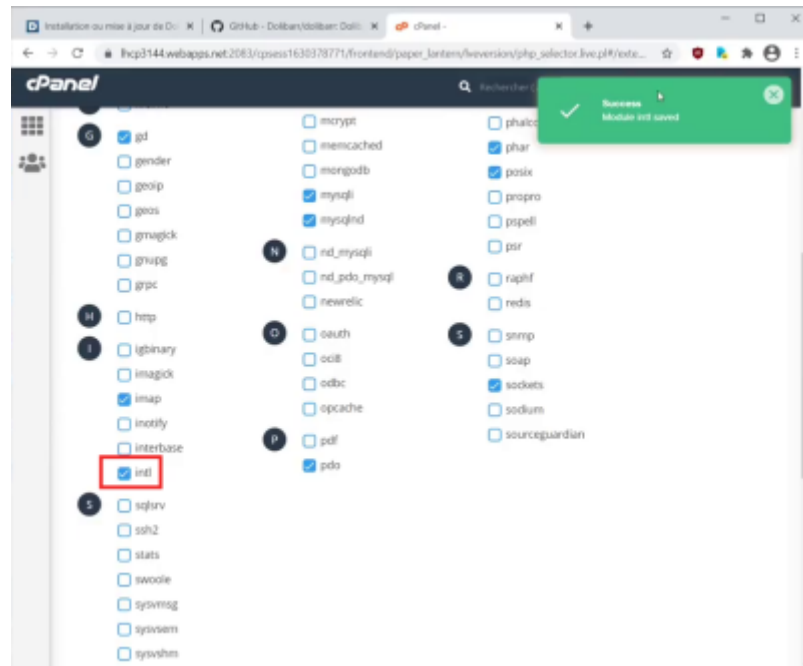 Installation ou mise à jour de Do
GitHub - Dolibarr/dolibarr: Dolib
cPanel -
lhcp3144.webapps.net:2083/cpsess1630378771/frontend/paper_lantern/lveversion/php_selector.live.pl#/exte...
cPanel
Rechercher
Success
Module intl saved
G
gd
gender
geoip
geos
gmagick
gnupg
grpc
H
http
I
igbinary
imagick
imap
inotify
interbase
intl
S
sqlsrv
ssh2
stats
swoole
sysvmsg
sysvsem
sysvshm
mcrypt
memcached
mongodb
mysqli
mysqlnd
N
nd_mysqli
nd_pdo_mysql
newrelic
O
oauth
oci8
odbc
opcache
P
pdf
pdo
phalco
phar
posix
propro
pspell
psr
R
raphf
redis
S
snmp
soap
sockets
sodium
sourceguardian